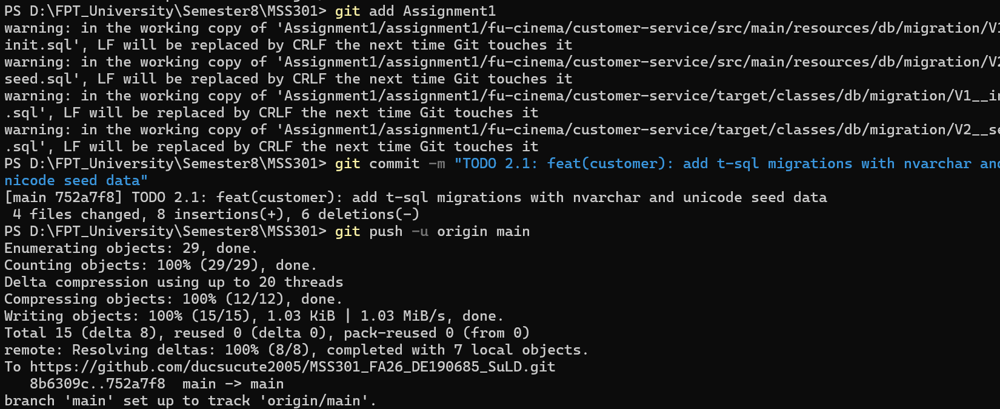 PS D:\FPT_University\Semester8\MSS301> git add Assignment1
warning: in the working copy of 'Assignment1/assignment1/fu-cinema/customer-service/src/main/resources/db/migration/V1
init.sql', LF will be replaced by CRLF the next time Git touches it
warning: in the working copy of 'Assignment1/assignment1/fu-cinema/customer-service/src/main/resources/db/migration/V2
seed.sql', LF will be replaced by CRLF the next time Git touches it
warning: in the working copy of 'Assignment1/assignment1/fu-cinema/customer-service/target/classes/db/migration/V1__in
.sql', LF will be replaced by CRLF the next time Git touches it
warning: in the working copy of 'Assignment1/assignment1/fu-cinema/customer-service/target/classes/db/migration/V2__se
.sql', LF will be replaced by CRLF the next time Git touches it
PS D:\FPT_University\Semester8\MSS301> git commit -m "TODO 2.1: feat(customer): add t-sql migrations with nvarchar and
nicode seed data"
[main 752a7f8] TODO 2.1: feat(customer): add t-sql migrations with nvarchar and unicode seed data
 4 files changed, 8 insertions(+), 6 deletions(-)
PS D:\FPT_University\Semester8\MSS301> git push -u origin main
Enumerating objects: 29, done.
Counting objects: 100% (29/29), done.
Delta compression using up to 20 threads
Compressing objects: 100% (12/12), done.
Writing objects: 100% (15/15), 1.03 KiB | 1.03 MiB/s, done.
Total 15 (delta 8), reused 0 (delta 0), pack-reused 0 (from 0)
remote: Resolving deltas: 100% (8/8), completed with 7 local objects.
To https://github.com/ducsucute2005/MSS301_FA26_DE190685_SuLD.git
   8b6309c..752a7f8  main -> main
branch 'main' set up to track 'origin/main'.